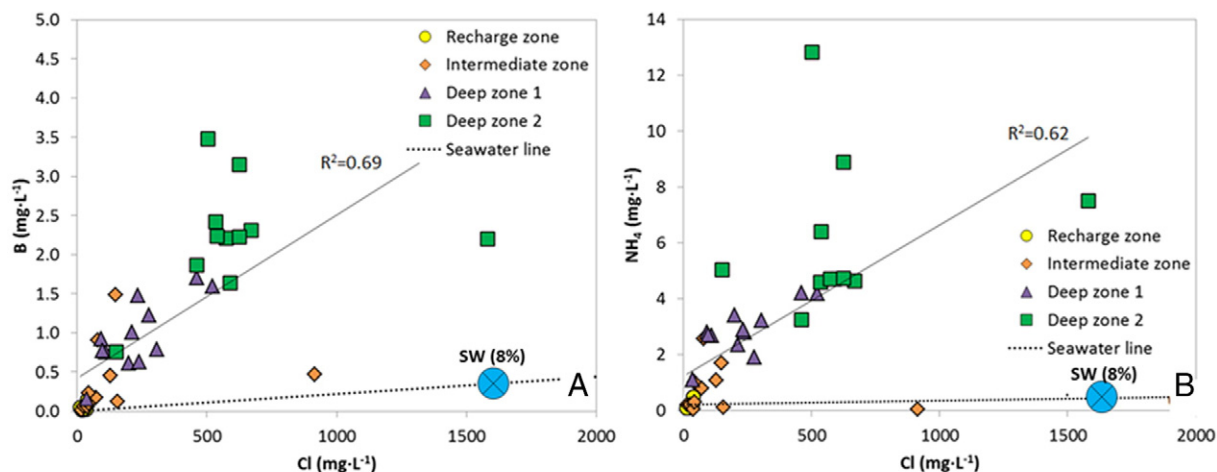 5.0
4.5
4.0
3.5
3.0
2.5
2.0
1.5
1.0
0.5
0.0
B (mg·L⁻¹)
0
500
1000
1500
2000
Cl (mg·L⁻¹)
Recharge zone
Intermediate zone
Deep zone 1
Deep zone 2
Seawater line
R²=0.69
SW (8%)
A
14
12
10
8
6
4
2
0
NH₄ (mg·L⁻¹)
0
500
1000
1500
2000
Cl (mg·L⁻¹)
R²=0.62
Recharge zone
Intermediate zone
Deep zone 1
Deep zone 2
Seawater line
SW (8%)
B